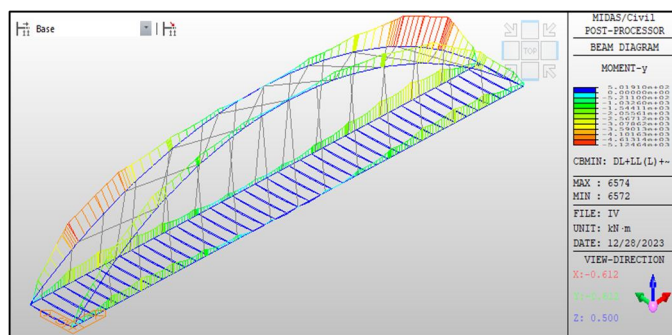 Base
TOP
MIDAS/Civil
POST-PROCESSOR
BEAM DIAGRAM
MOMENT-y
5.01910e+02
0.00000e+00
-5.21100e+02
-1.03260e+03
-1.54411e+03
-2.05561e+03
-2.56712e+03
-3.07862e+03
-3.59013e+03
-4.10163e+03
-4.61314e+03
-5.12464e+03
CBMIN: DL+LL(L)+~
MAX : 6574
MIN : 6572
FILE: IV
UNIT: kN·m
DATE: 12/28/2023
VIEW-DIRECTION
X:-0.612
Z: 0.500